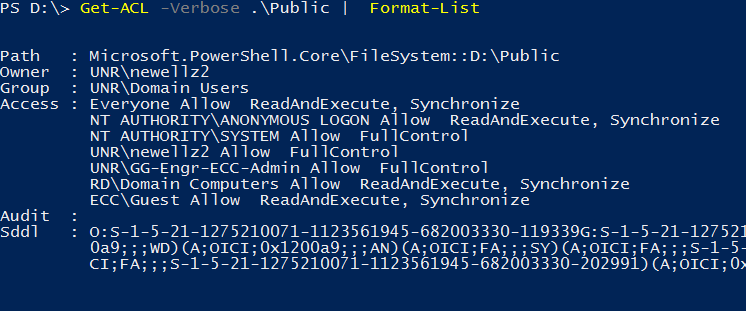 PS D:\> Get-ACL -Verbose .\Public |  Format-List
Path   : Microsoft.PowerShell.Core\FileSystem::D:\Public
Owner  : UNR\newellz2
Group  : UNR\Domain Users
Access : Everyone Allow  ReadAndExecute, Synchronize
NT AUTHORITY\ANONYMOUS LOGON Allow  ReadAndExecute, Synchronize
NT AUTHORITY\SYSTEM Allow  FullControl
UNR\newellz2 Allow  FullControl
UNR\GG-Engr-ECC-Admin Allow  FullControl
RD\Domain Computers Allow  ReadAndExecute, Synchronize
ECC\Guest Allow  ReadAndExecute, Synchronize
Audit  :
Sddl   : O:S-1-5-21-1275210071-1123561945-682003330-119339G:S-1-5-21-127521
0a9;;;WD)(A;OICI;0x1200a9;;;AN)(A;OICI;FA;;;SY)(A;OICI;FA;;;S-1-5-
CI;FA;;;S-1-5-21-1275210071-1123561945-682003330-202991)(A;OICI;0x